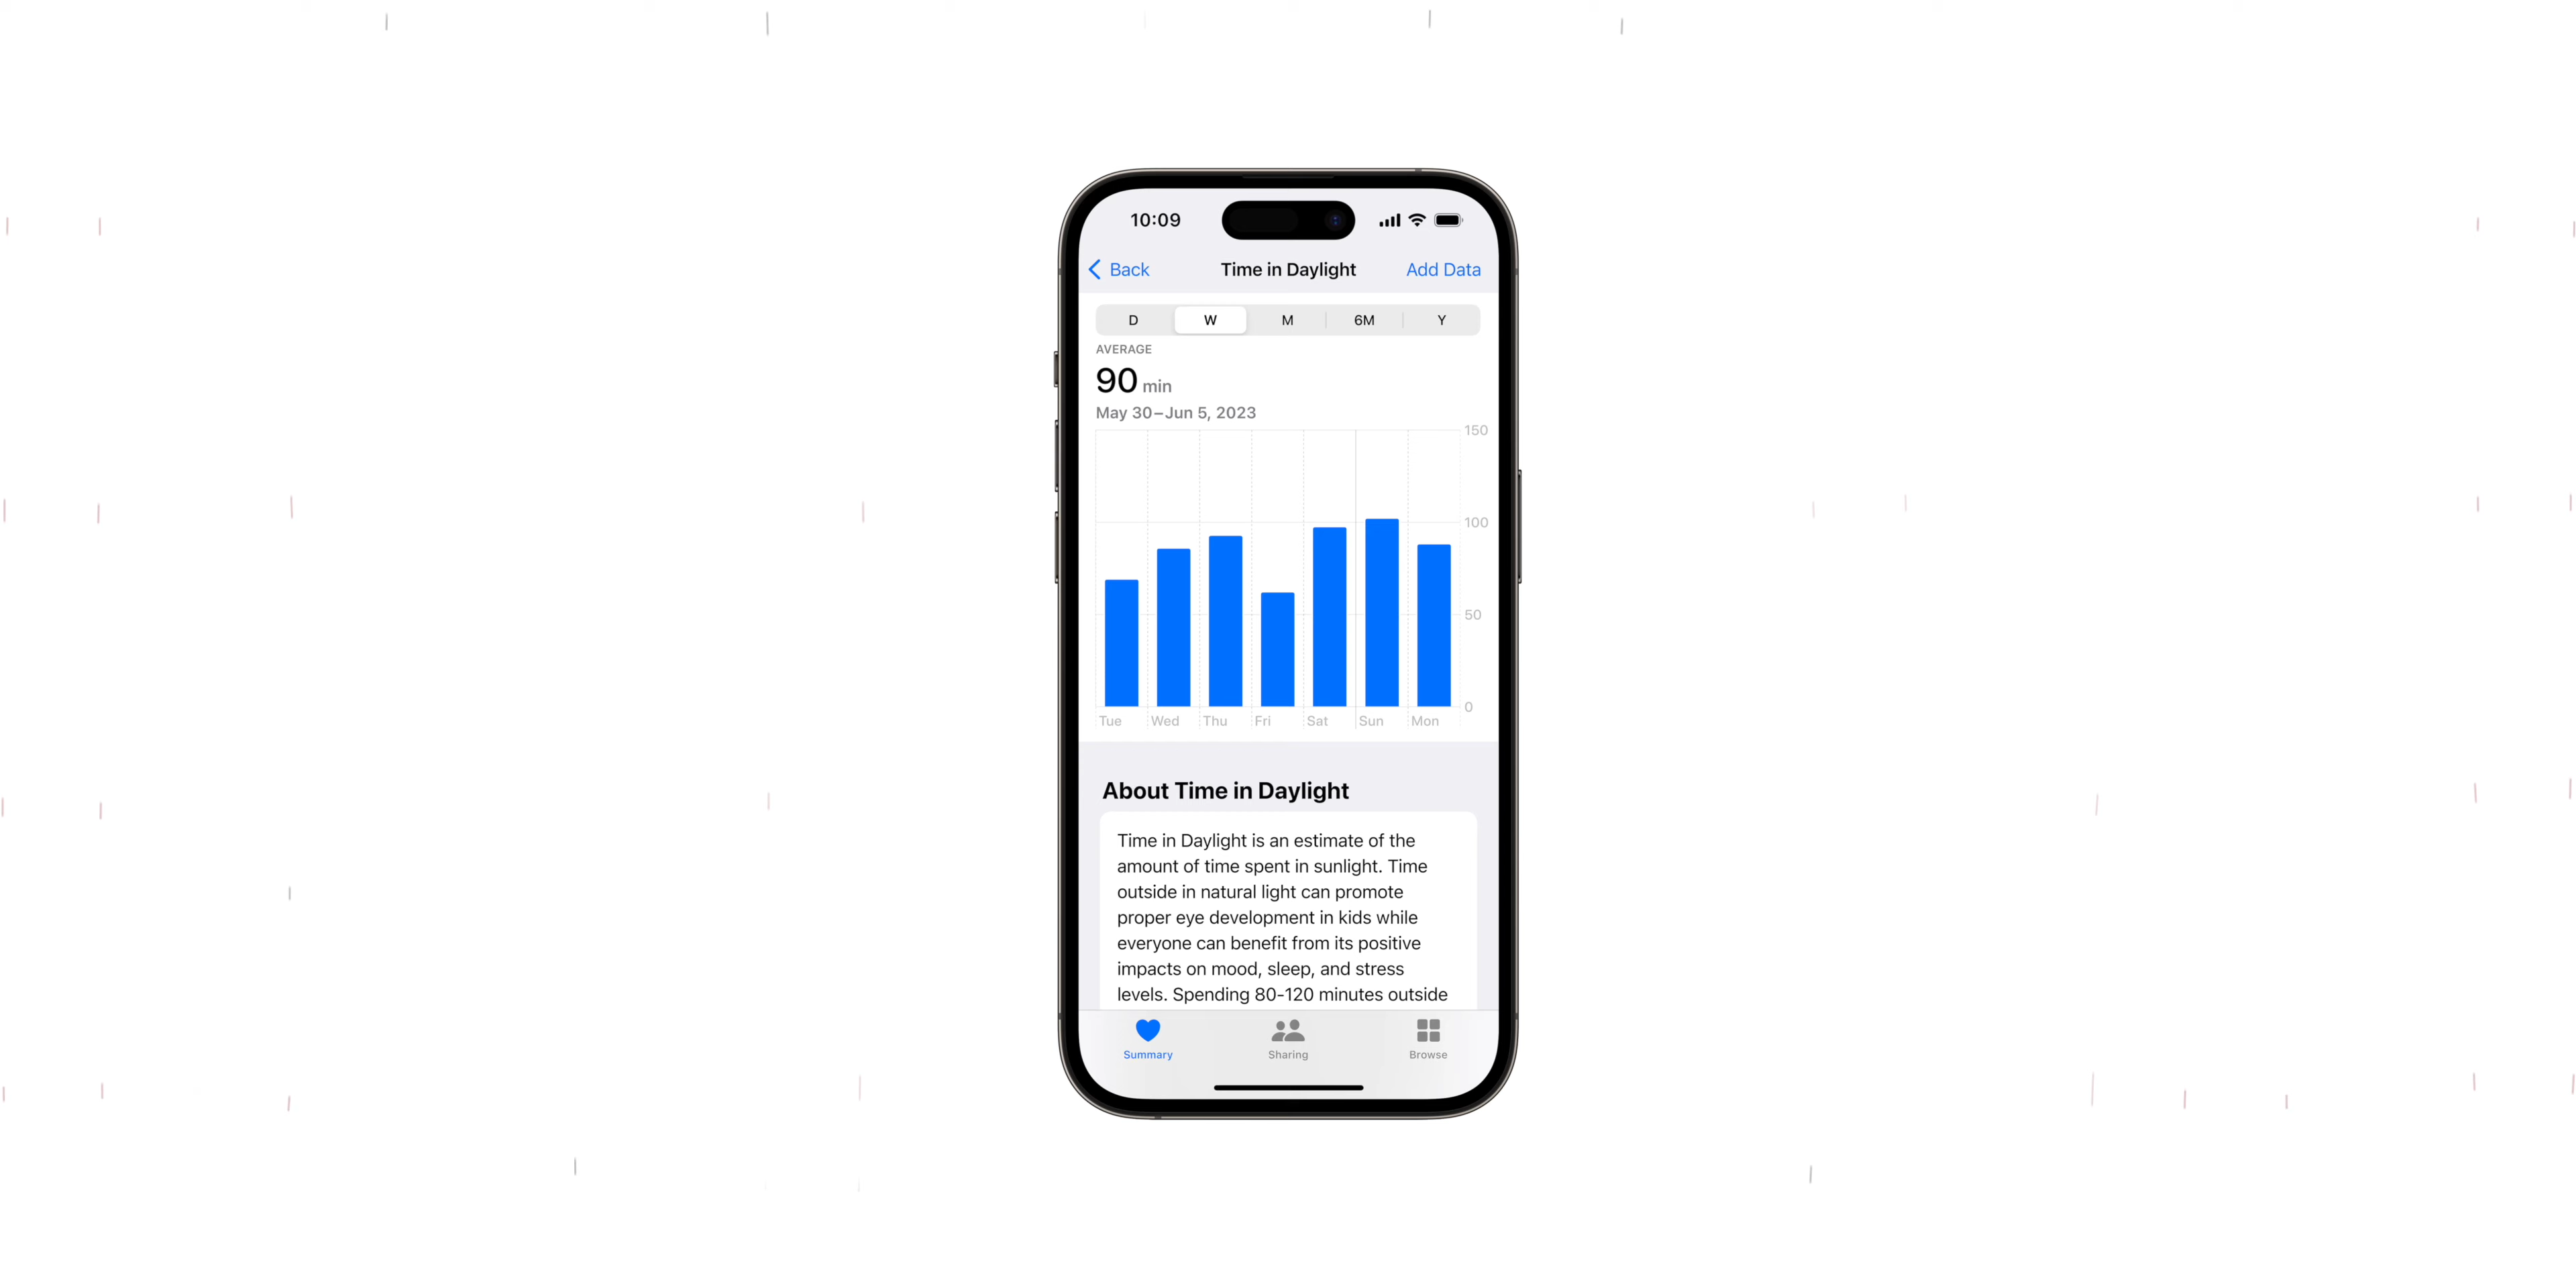 10:09
Back Time in Daylight Add Data
D W M 6M Y
AVERAGE
90 min
May 30–Jun 5, 2023
150
100
50
0
Tue Wed Thu Fri Sat Sun Mon
About Time in Daylight
Time in Daylight is an estimate of the
amount of time spent in sunlight. Time
outside in natural light can promote
proper eye development in kids while
everyone can benefit from its positive
impacts on mood, sleep, and stress
levels. Spending 80-120 minutes outside
Summary Sharing Browse